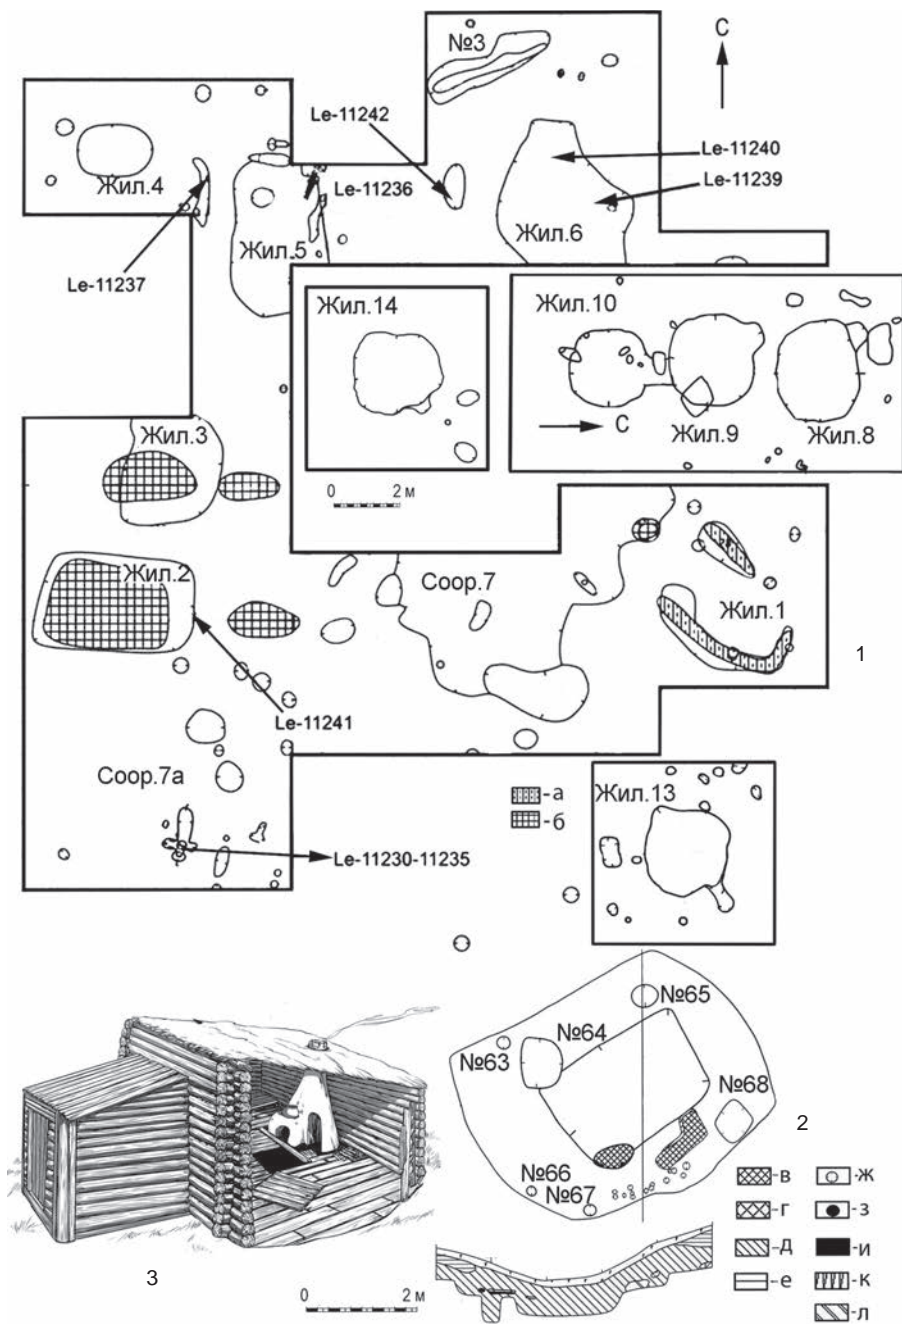 №3
С
Le-11242
Le-11240
Le-11239
Жил.4
Le-11236
Жил.5
Жил.6
Le-11237
Жил.14
Жил.10
С
Жил.9
Жил.8
0 2 м
Жил.3
Жил.2
Соор.7
Жил.1
1
Le-11241
Соор.7а
Жил.13
-а
-б
Le-11230-11235
№65
№63
№64
№68
2
№66
№67
-в
-г
-д
-е
-ж
-з
-и
-к
-л
3
0 2 м